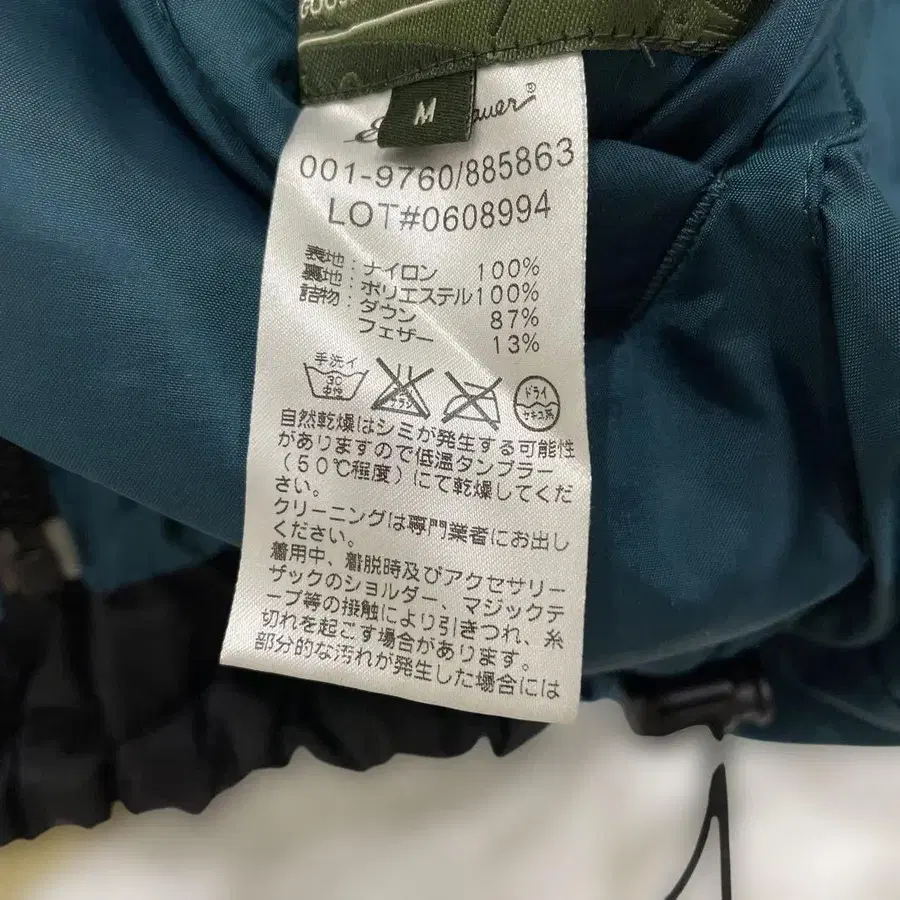 M
auer®
001-9760/885863
LOT#0608994
表地：ナイロン 100%
裏地：ポリエステル100%
詰物：ダウン 87%
フェザー 13%
手洗イ
30
中性
ドライ
セキユ系
自然乾燥はシミが発生する可能性
がありますので低温タンブラー
（５０℃程度）にて乾燥してくだ
さい。
クリーニングは専門業者にお出し
ください。
着用中、着脱時及びアクセサリー
ザックのショルダー、マジックテ
ープ等の接触により引きつれ、糸
切れを起こす場合があります。
部分的な汚れが発生した場合には